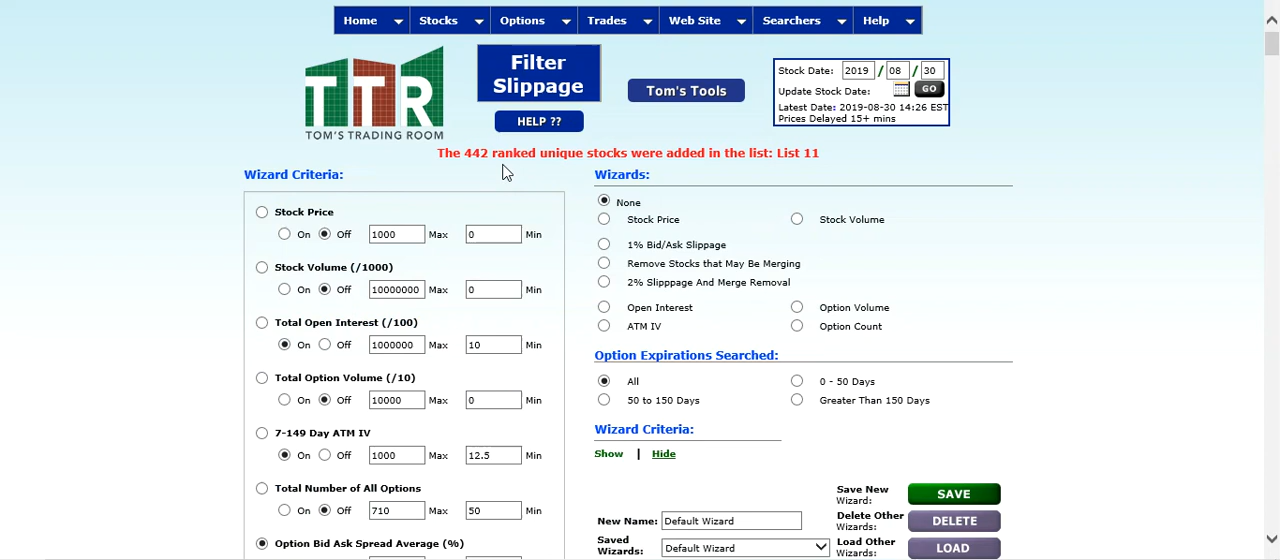 Home Stocks Options Trades Web Site Searchers Help
TTR
TOM'S TRADING ROOM
Filter
Slippage
HELP ??
Tom's Tools
Stock Date: 2019 / 08 / 30
Update Stock Date: GO
Latest Date: 2019-08-30 14:26 EST
Prices Delayed 15+ mins
The 442 ranked unique stocks were added in the list: List 11
Wizard Criteria:
Stock Price
On Off 1000 Max 0 Min
Stock Volume (/1000)
On Off 10000000 Max 0 Min
Total Open Interest (/100)
On Off 1000000 Max 10 Min
Total Option Volume (/10)
On Off 10000 Max 0 Min
7-149 Day ATM IV
On Off 1000 Max 12.5 Min
Total Number of All Options
On Off 710 Max 50 Min
Option Bid Ask Spread Average (%)
Wizards:
None
Stock Price Stock Volume
1% Bid/Ask Slippage
Remove Stocks that May Be Merging
2% Slipppage And Merge Removal
Open Interest Option Volume
ATM IV Option Count
Option Expirations Searched:
All 0 - 50 Days
50 to 150 Days Greater Than 150 Days
Wizard Criteria:
Show | Hide
Save New
Wizard: SAVE
New Name: Default Wizard
Delete Other
Wizards: DELETE
Saved
Wizards: Default Wizard
Load Other
Wizards: LOAD